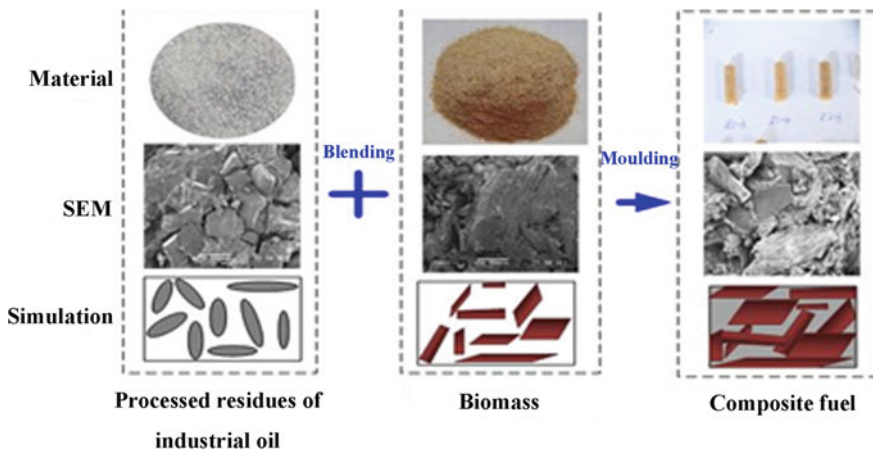 Material
Blending
Moulding
SEM
Simulation
Processed residues of
industrial oil
Biomass
Composite fuel